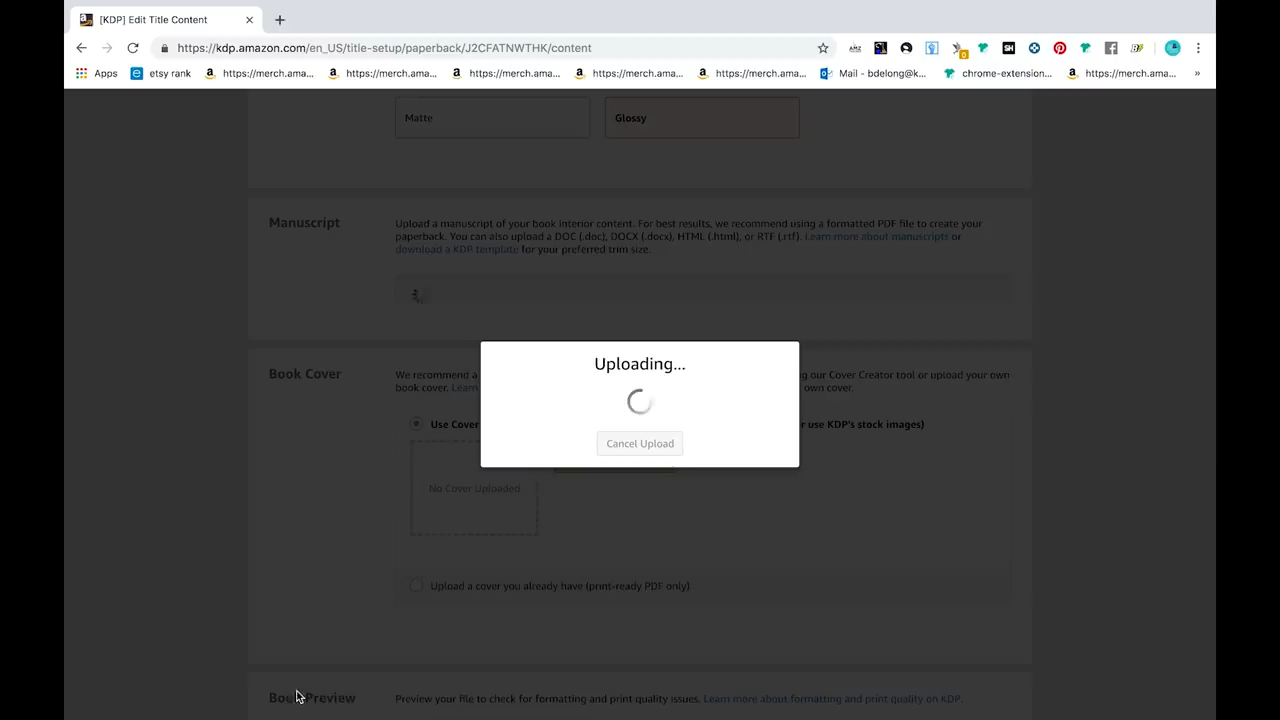 [KDP] Edit Title Content
https://kdp.amazon.com/en_US/title-setup/paperback/J2CFATNWTHK/content
Apps etsy rank https://merch.ama... https://merch.ama... https://merch.ama... https://merch.ama... https://merch.ama... Mail - bdelong@k... chrome-extension... https://merch.ama... »
Matte Glossy
Manuscript
Upload a manuscript of your book interior content. For best results, we recommend using a formatted PDF file to create your
paperback. You can also upload a DOC (.doc), DOCX (.docx), HTML (.html), or RTF (.rtf). Learn more about manuscripts or
download a KDP template for your preferred trim size.
Uploading...
Cancel Upload
Book Cover
We recommend a ng our Cover Creator tool or upload your own
book cover. Learn own cover.
Use Cover r use KDP's stock images)
No Cover Uploaded
Upload a cover you already have (print-ready PDF only)
Book Preview
Preview your file to check for formatting and print quality issues. Learn more about formatting and print quality on KDP.